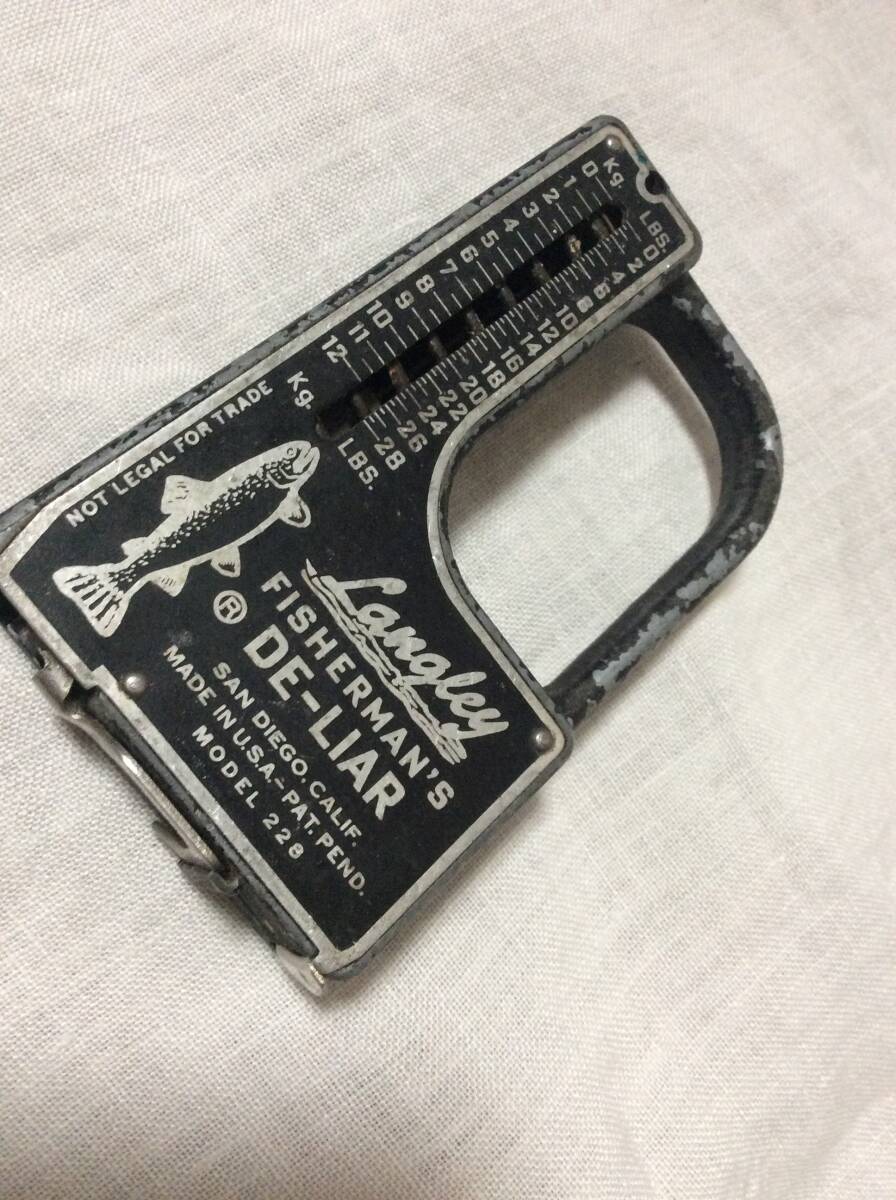 Kg.
0
1
2
3
4
5
6
7
8
9
10
11
12
Kg.
LBS.
0
2
4
6
8
10
12
14
16
18
20
22
24
26
28
LBS.
NOT LEGAL FOR TRADE
Langley
FISHERMAN'S
® DE-LIAR
SAN DIEGO, CALIF.
MADE IN U.S.A.-PAT. PEND.
MODEL 228